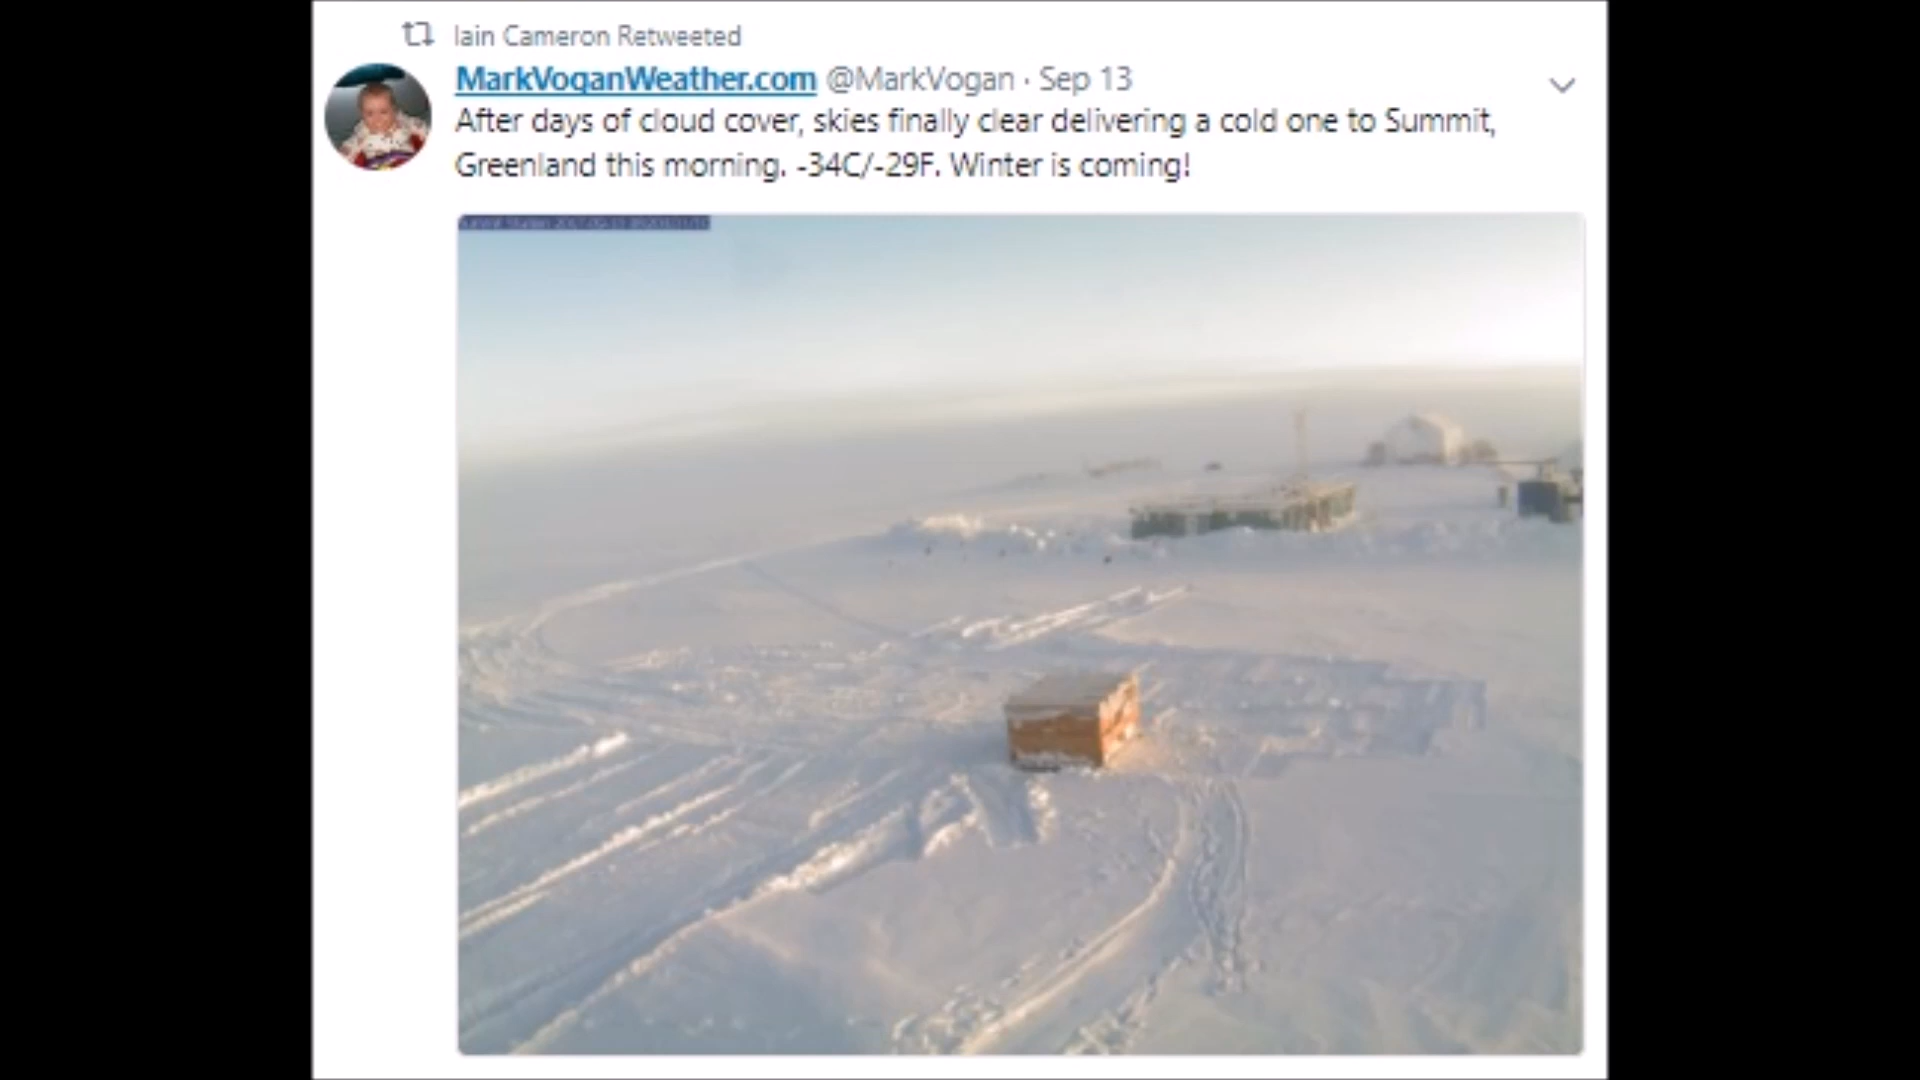 Iain Cameron Retweeted
MarkVoganWeather.com @MarkVogan · Sep 13
After days of cloud cover, skies finally clear delivering a cold one to Summit,
Greenland this morning. -34C/-29F. Winter is coming!